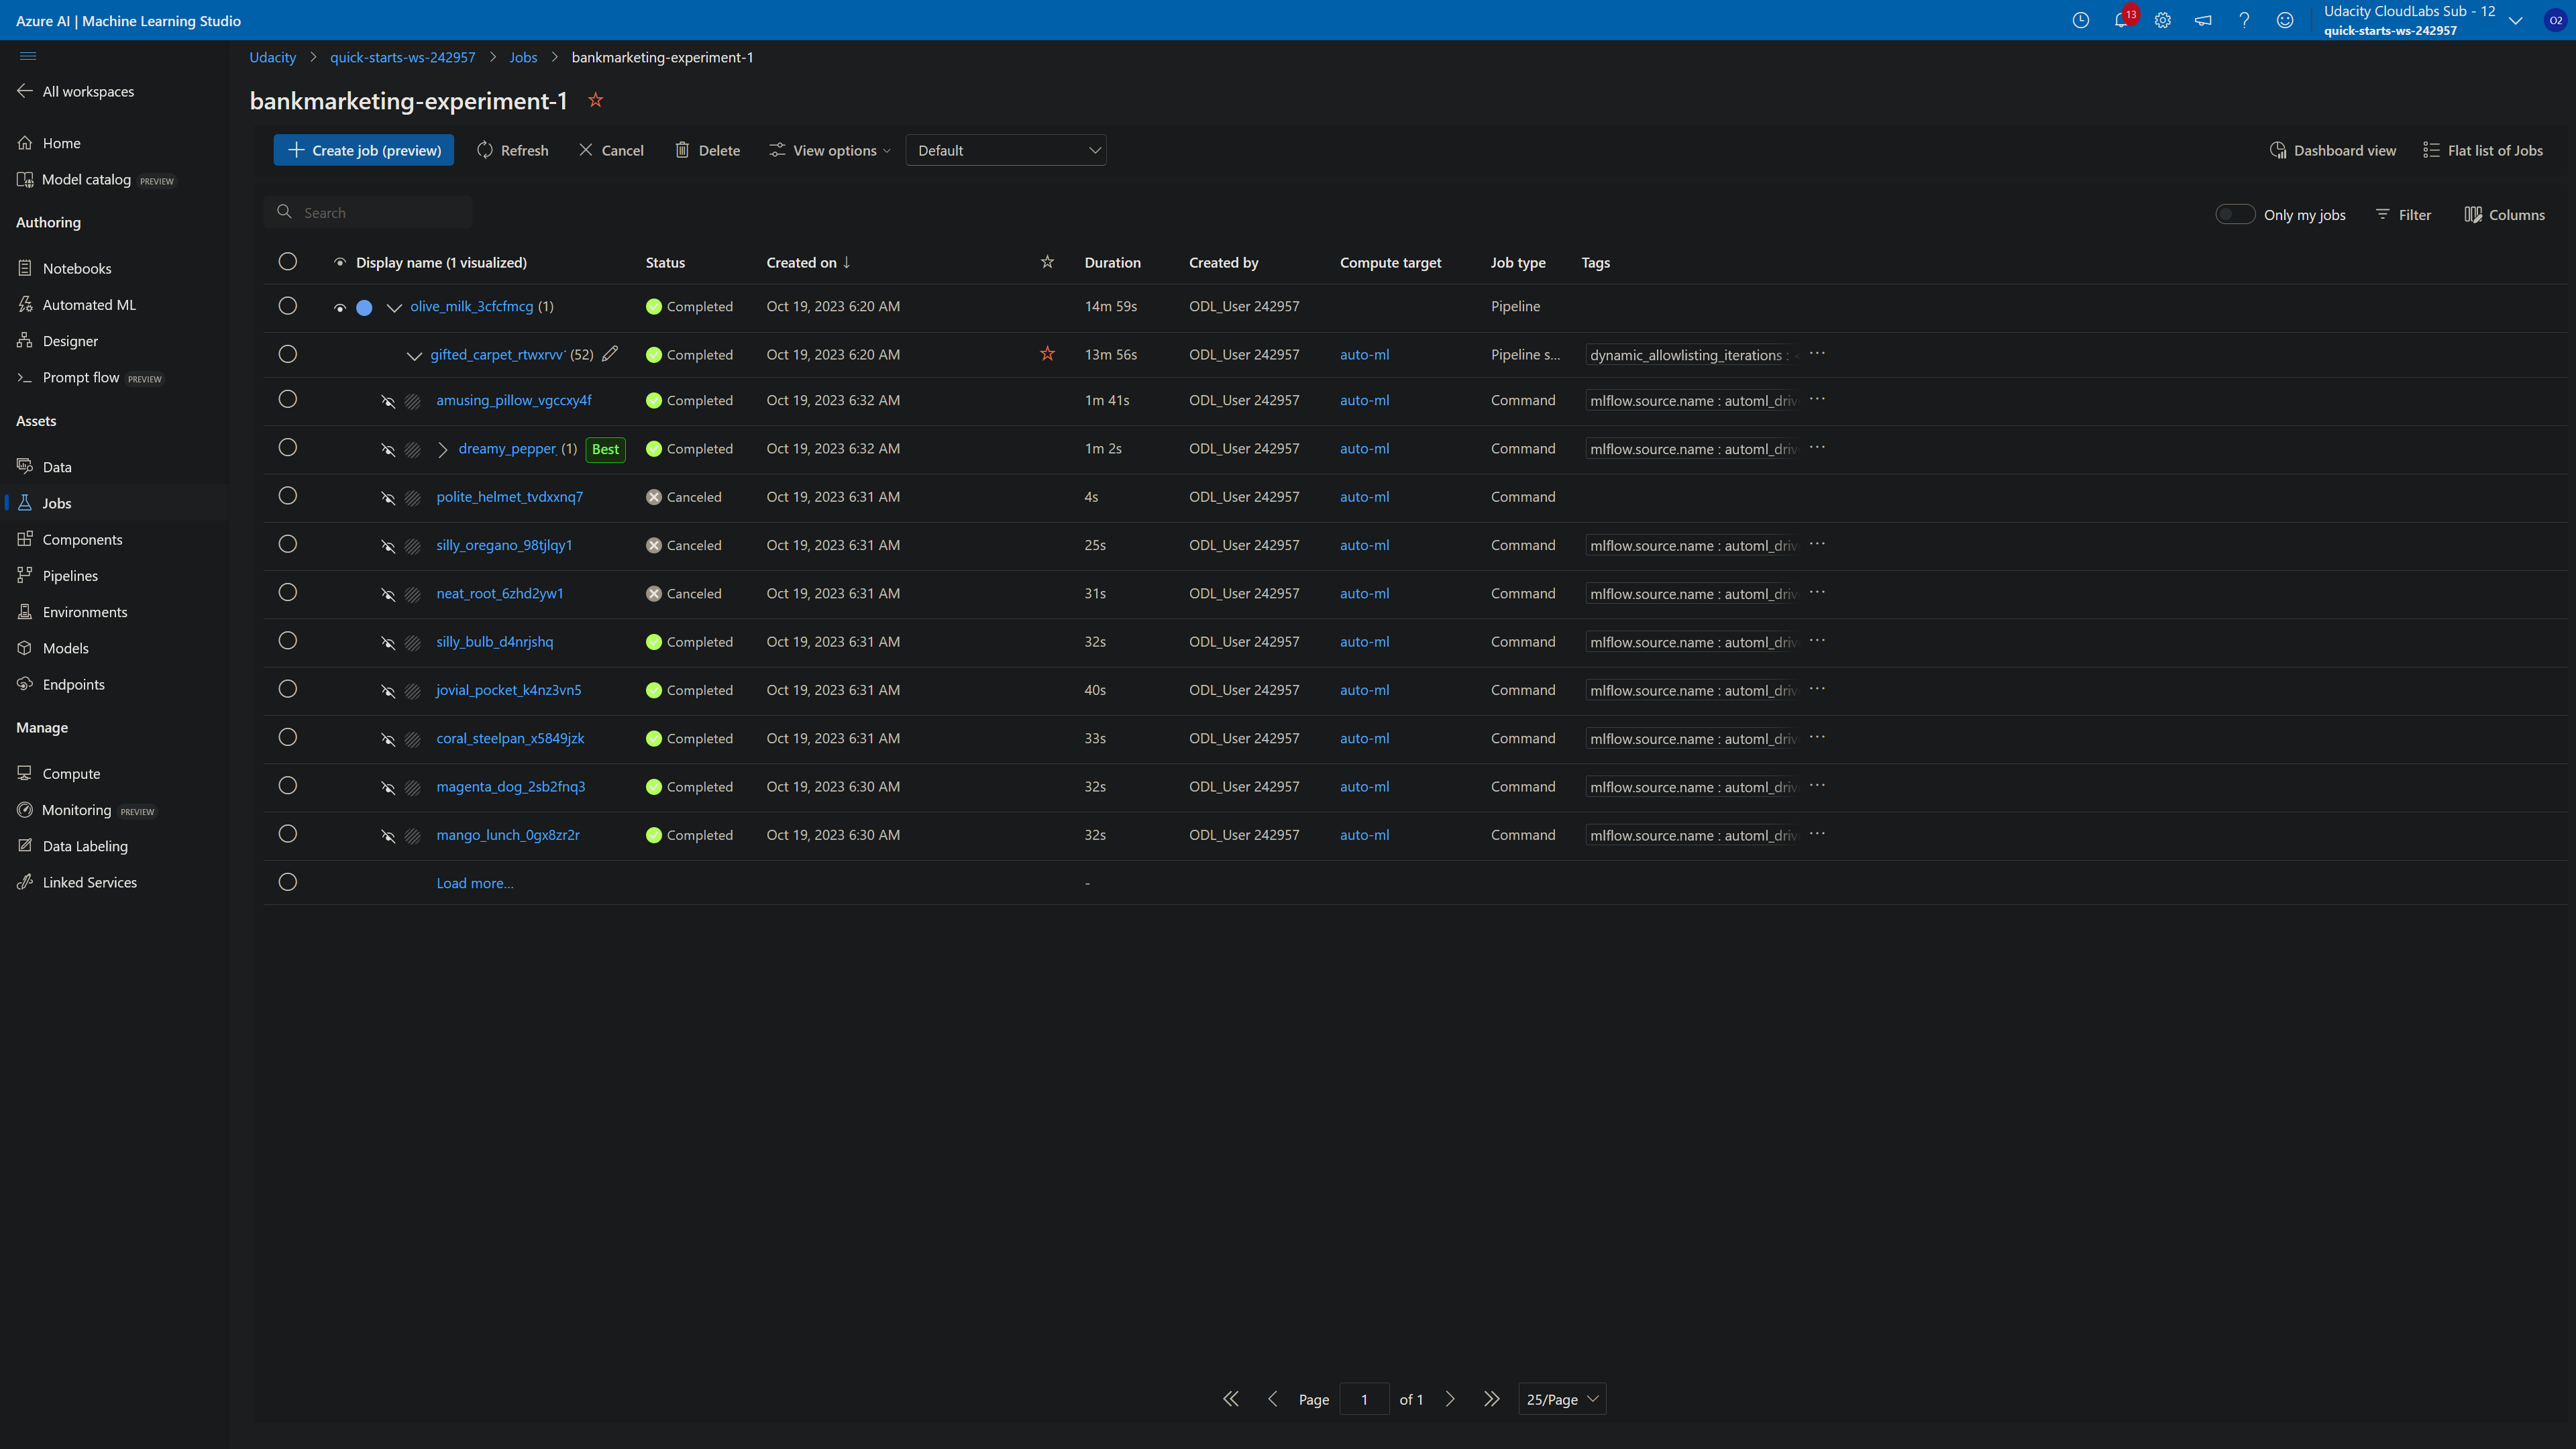 Azure AI | Machine Learning Studio
13
Udacity CloudLabs Sub - 12
quick-starts-ws-242957
O2
Udacity > quick-starts-ws-242957 > Jobs > bankmarketing-experiment-1
All workspaces
bankmarketing-experiment-1
Home
Model catalog PREVIEW
Authoring
Notebooks
Automated ML
Designer
Prompt flow PREVIEW
Assets
Data
Jobs
Components
Pipelines
Environments
Models
Endpoints
Manage
Compute
Monitoring PREVIEW
Data Labeling
Linked Services
Create job (preview) Refresh Cancel Delete View options Default Dashboard view Flat list of Jobs
Search Only my jobs Filter Columns
Display name (1 visualized) Status Created on ↓ Duration Created by Compute target Job type Tags
olive_milk_3cfcfmcg (1) Completed Oct 19, 2023 6:20 AM 14m 59s ODL_User 242957 Pipeline
gifted_carpet_rtwxrvv (52) Completed Oct 19, 2023 6:20 AM 13m 56s ODL_User 242957 auto-ml Pipeline s... dynamic_allowlisting_iterations : < ...
amusing_pillow_vgccxy4f Completed Oct 19, 2023 6:32 AM 1m 41s ODL_User 242957 auto-ml Command mlflow.source.name : automl_driv ...
dreamy_pepper_ (1) Best Completed Oct 19, 2023 6:32 AM 1m 2s ODL_User 242957 auto-ml Command mlflow.source.name : automl_driv ...
polite_helmet_tvdxxnq7 Canceled Oct 19, 2023 6:31 AM 4s ODL_User 242957 auto-ml Command
silly_oregano_98tjlqy1 Canceled Oct 19, 2023 6:31 AM 25s ODL_User 242957 auto-ml Command mlflow.source.name : automl_driv ...
neat_root_6zhd2yw1 Canceled Oct 19, 2023 6:31 AM 31s ODL_User 242957 auto-ml Command mlflow.source.name : automl_driv ...
silly_bulb_d4nrjshq Completed Oct 19, 2023 6:31 AM 32s ODL_User 242957 auto-ml Command mlflow.source.name : automl_driv ...
jovial_pocket_k4nz3vn5 Completed Oct 19, 2023 6:31 AM 40s ODL_User 242957 auto-ml Command mlflow.source.name : automl_driv ...
coral_steelpan_x5849jzk Completed Oct 19, 2023 6:31 AM 33s ODL_User 242957 auto-ml Command mlflow.source.name : automl_driv ...
magenta_dog_2sb2fnq3 Completed Oct 19, 2023 6:30 AM 32s ODL_User 242957 auto-ml Command mlflow.source.name : automl_driv ...
mango_lunch_0gx8zr2r Completed Oct 19, 2023 6:30 AM 32s ODL_User 242957 auto-ml Command mlflow.source.name : automl_driv ...
Load more... -
Page 1 of 1 25/Page